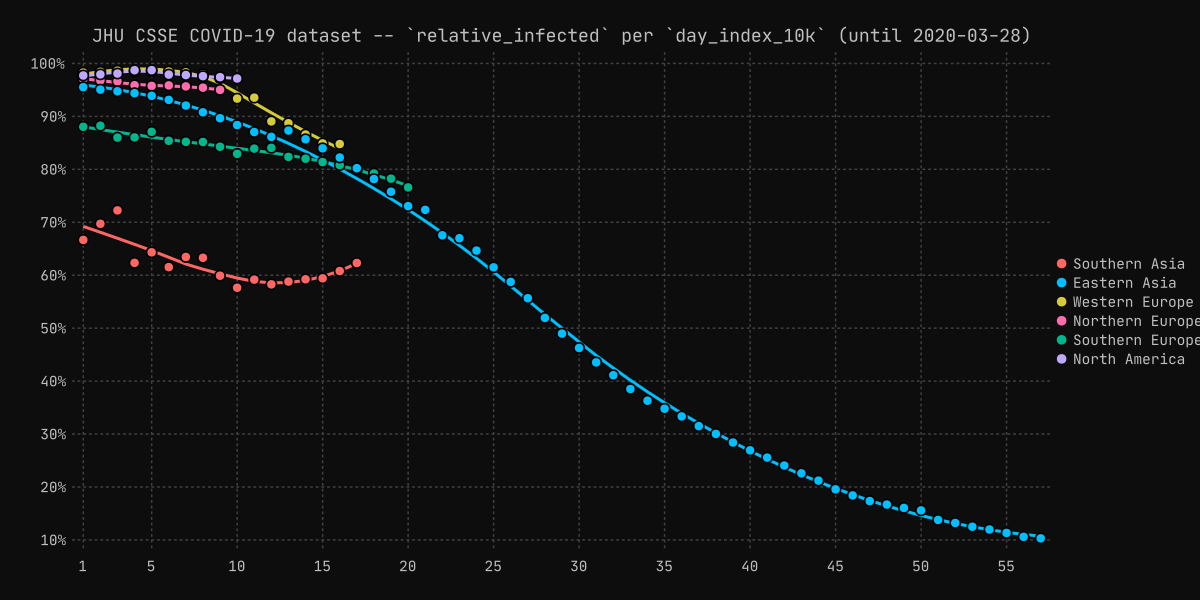 JHU CSSE COVID-19 dataset -- `relative_infected` per `day_index_10k` (until 2020-03-28)
100%
90%
80%
70%
60%
50%
40%
30%
20%
10%
1 5 10 15 20 25 30 35 40 45 50 55
Southern Asia
Eastern Asia
Western Europe
Northern Europe
Southern Europe
North America